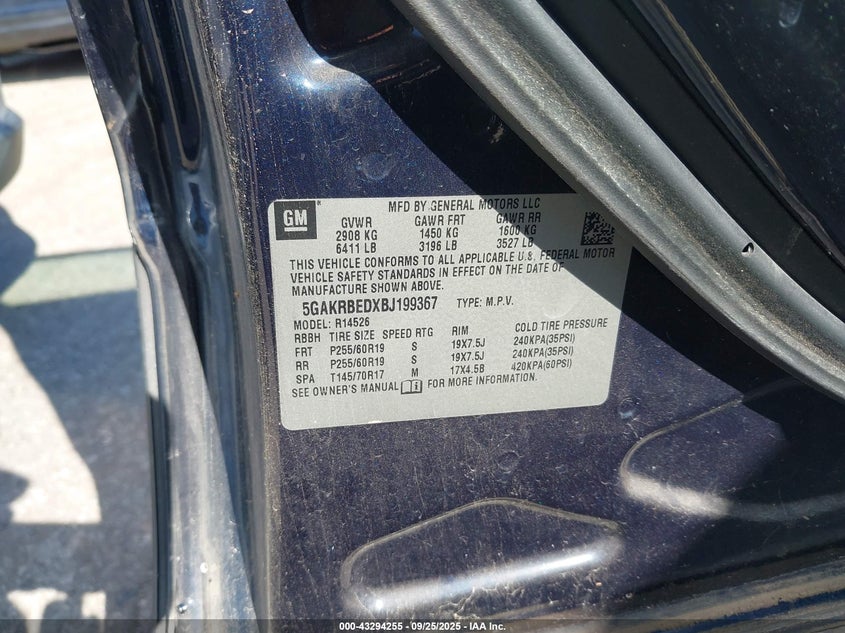 GM®
MFD BY GENERAL MOTORS LLC
GVWR GAWR FRT GAWR RR
2908 KG 1450 KG 1600 KG
6411 LB 3196 LB 3527 LB
THIS VEHICLE CONFORMS TO ALL APPLICABLE U.S. FEDERAL MOTOR
VEHICLE SAFETY STANDARDS IN EFFECT ON THE DATE OF
MANUFACTURE SHOWN ABOVE.
5GAKRBEDXBJ199367 TYPE: M.P.V.
MODEL: R14526
RBBH TIRE SIZE SPEED RTG RIM COLD TIRE PRESSURE
FRT P255/60R19 S 19X7.5J 240KPA(35PSI)
RR P255/60R19 S 19X7.5J 240KPA(35PSI)
SPA T145/70R17 M 17X4.5B 420KPA(60PSI)
SEE OWNER'S MANUAL FOR MORE INFORMATION.
000-43294255 - 09/25/2025 - IAA Inc.